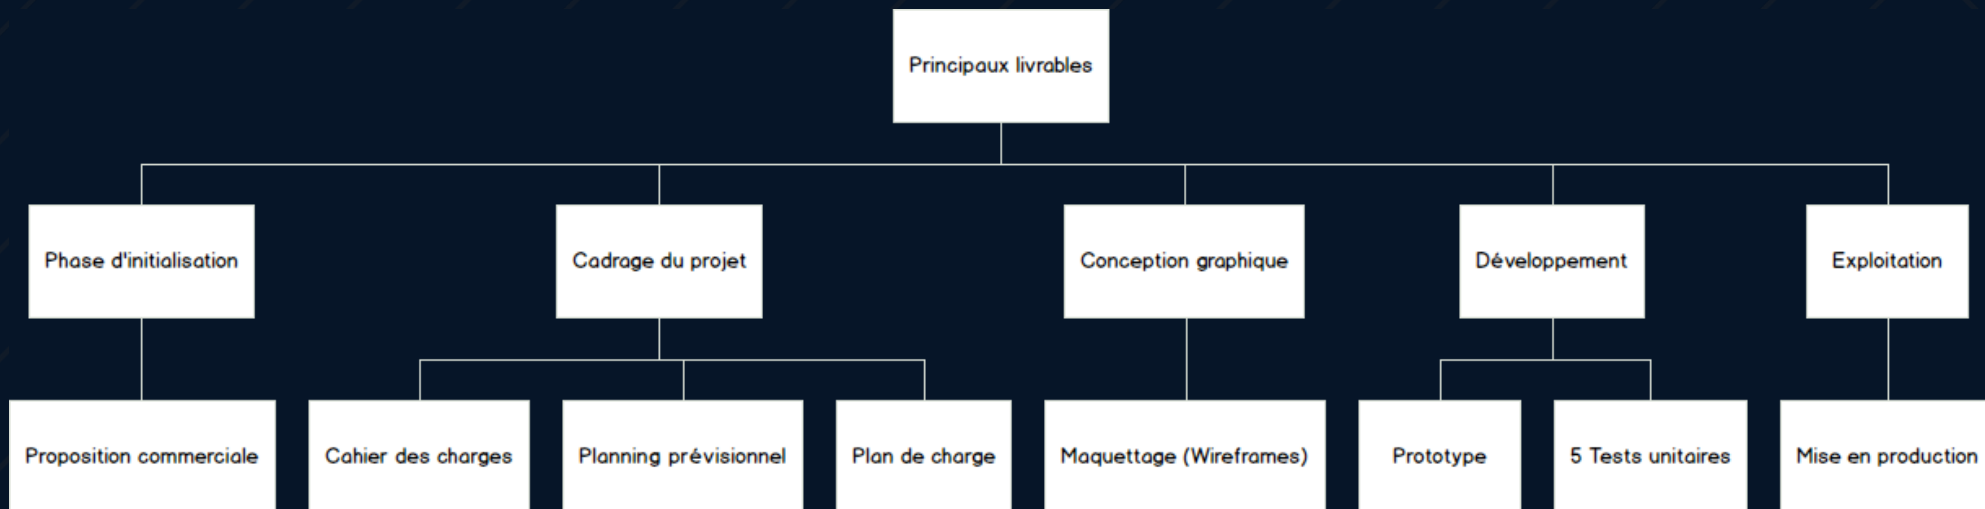 Principaux livrables
Phase d'initialisation
Cadrage du projet
Conception graphique
Développement
Exploitation
Proposition commerciale
Cahier des charges
Planning prévisionnel
Plan de charge
Maquettage (Wireframes)
Prototype
5 Tests unitaires
Mise en production